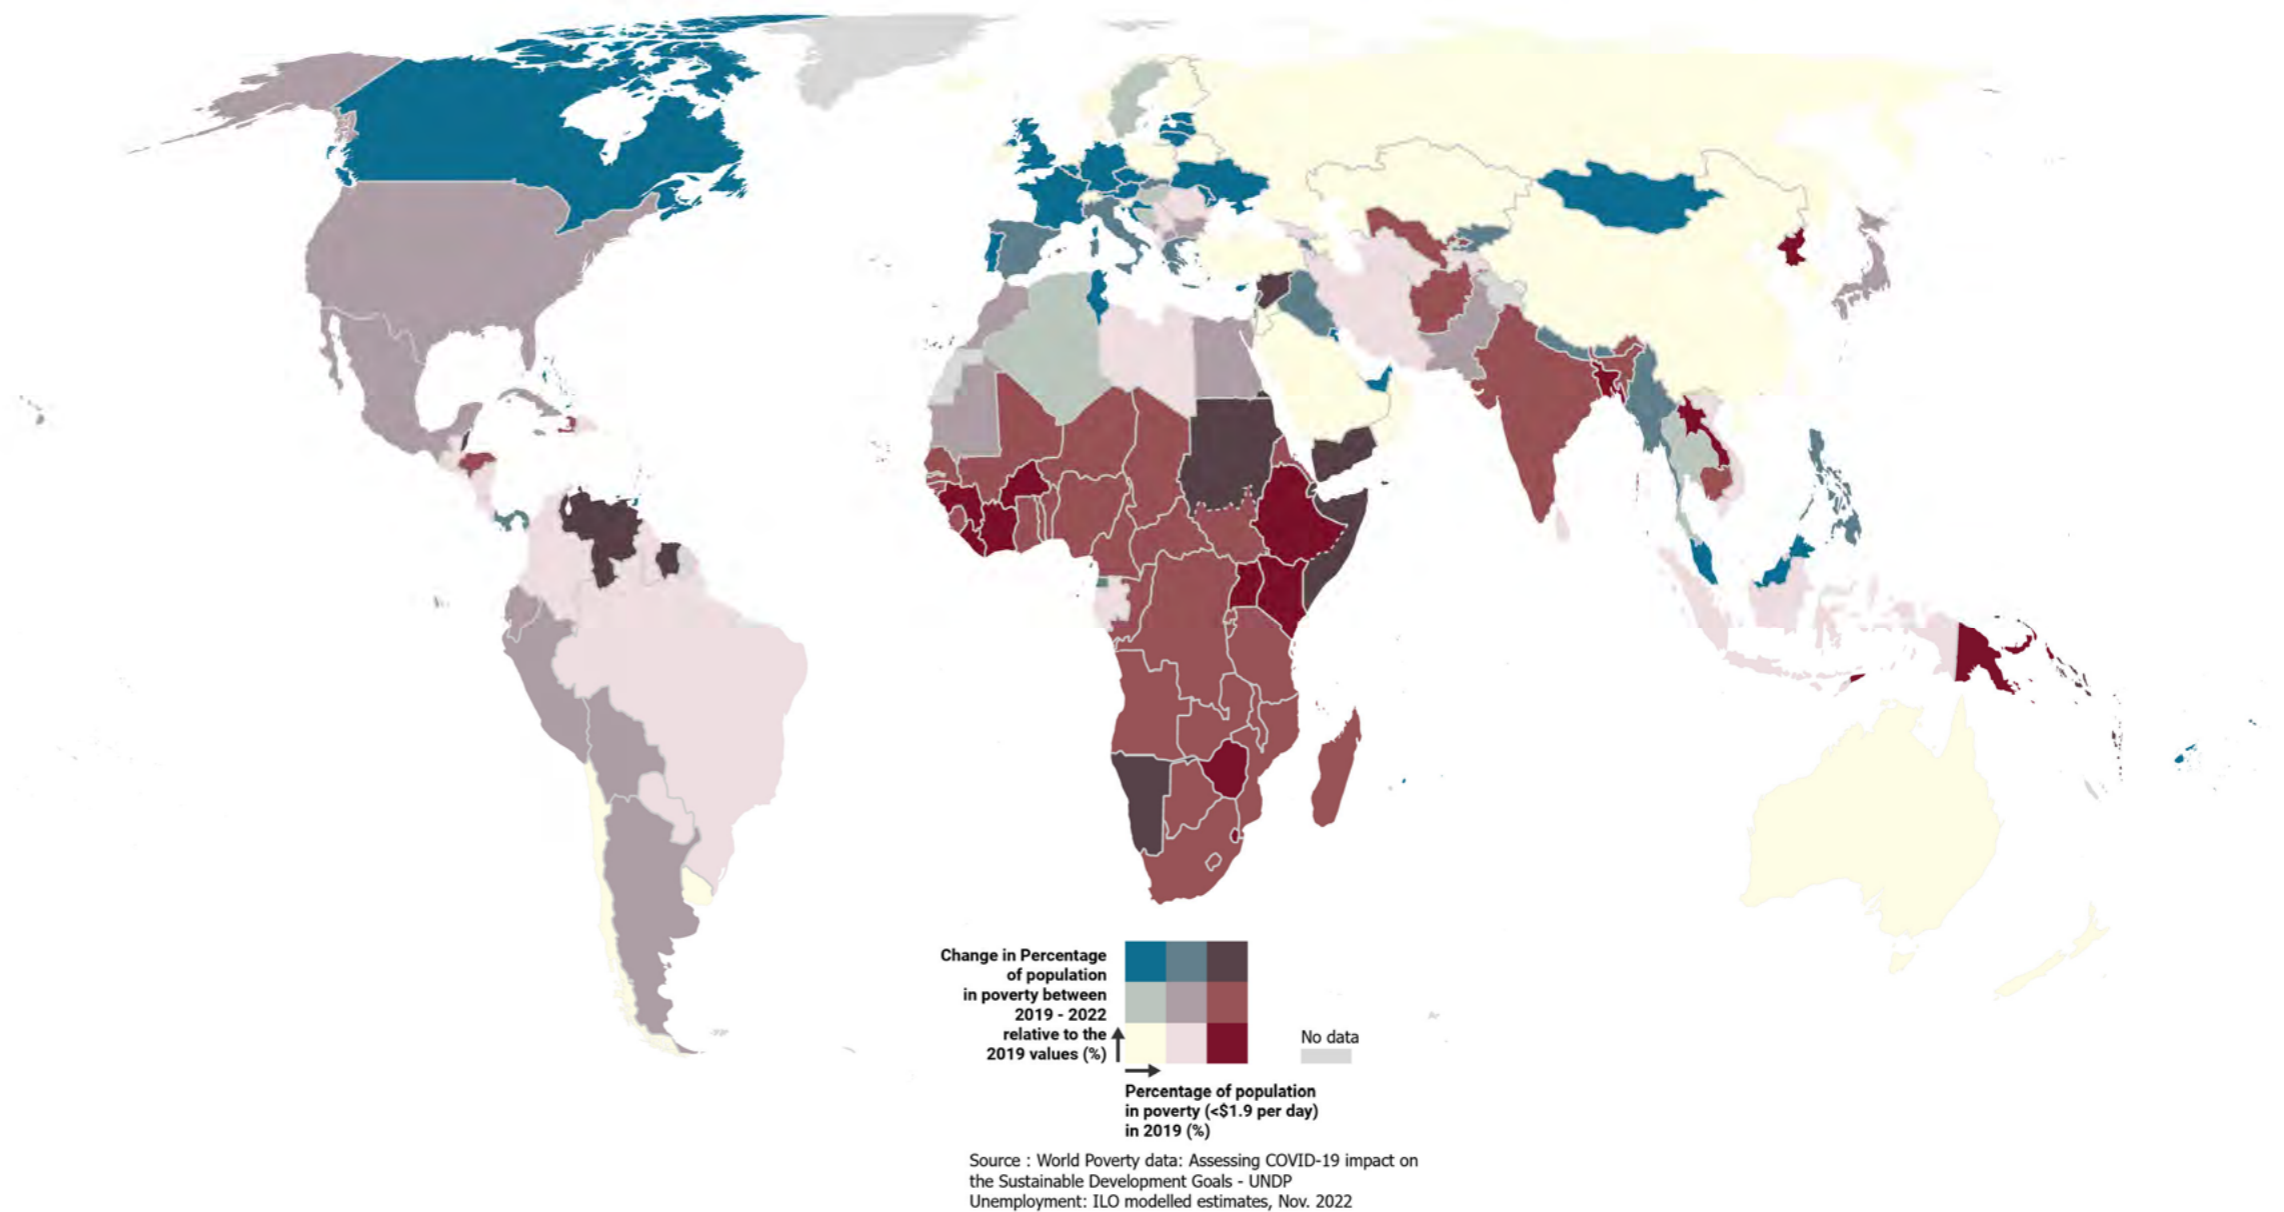 Change in Percentage
of population
in poverty between
2019 - 2022
relative to the
2019 values (%)
No data
Percentage of population
in poverty (<$1.9 per day)
in 2019 (%)
Source : World Poverty data: Assessing COVID-19 impact on
the Sustainable Development Goals - UNDP
Unemployment: ILO modelled estimates, Nov. 2022